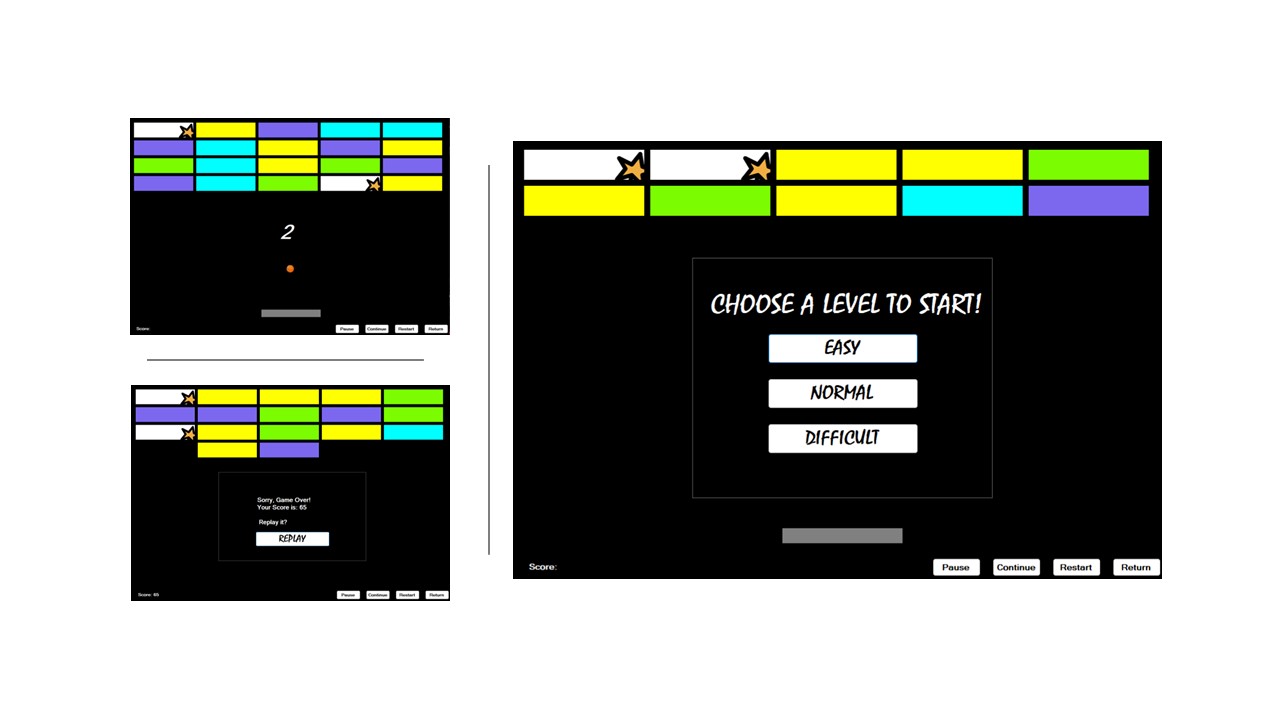 2
Score:
Pause Continue Restart Return
Sorry, Game Over!
Your Score is: 65
Replay it?
REPLAY
Score: 65
Pause Continue Restart Return
CHOOSE A LEVEL TO START!
EASY
NORMAL
DIFFICULT
Score:
Pause Continue Restart Return